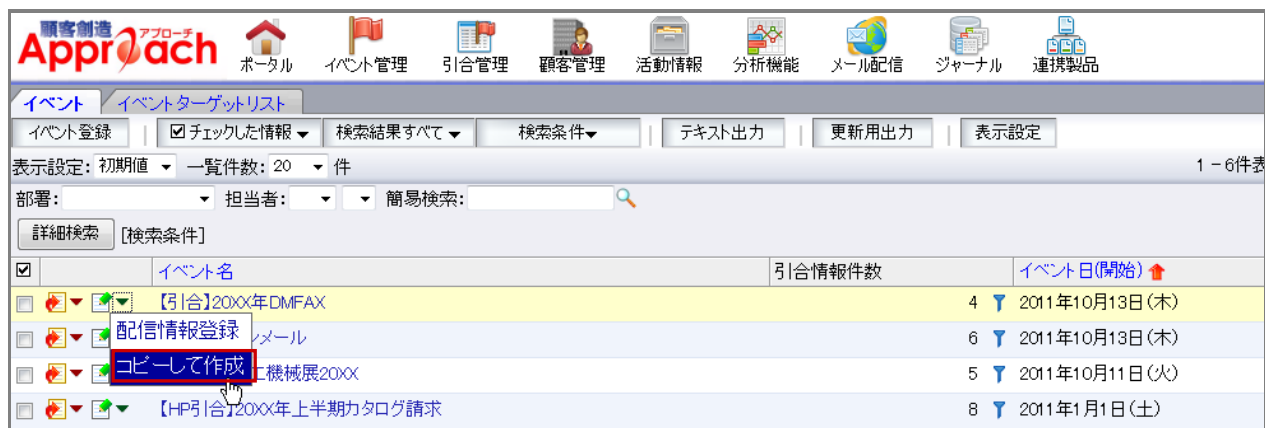 顧客創造 アプローチ
Approach
ポータル イベント管理 引合管理 顧客管理 活動情報 分析機能 メール配信 ジャーナル 連携製品
イベント イベントターゲットリスト
イベント登録 チェックした情報 検索結果すべて 検索条件 テキスト出力 更新用出力 表示設定
表示設定: 初期値 一覧件数: 20 件 1 - 6件表
部署: 担当者: 簡易検索:
詳細検索 [検索条件]
イベント名 引合情報件数 イベント日(開始)
【引合】20XX年DMFAX 4 2011年10月13日(木)
配信情報登録 メール 6 2011年10月13日(木)
コピーして作成 機械展20XX 5 2011年10月11日(火)
【HP引合】20XX年上半期カタログ請求 8 2011年1月1日(土)